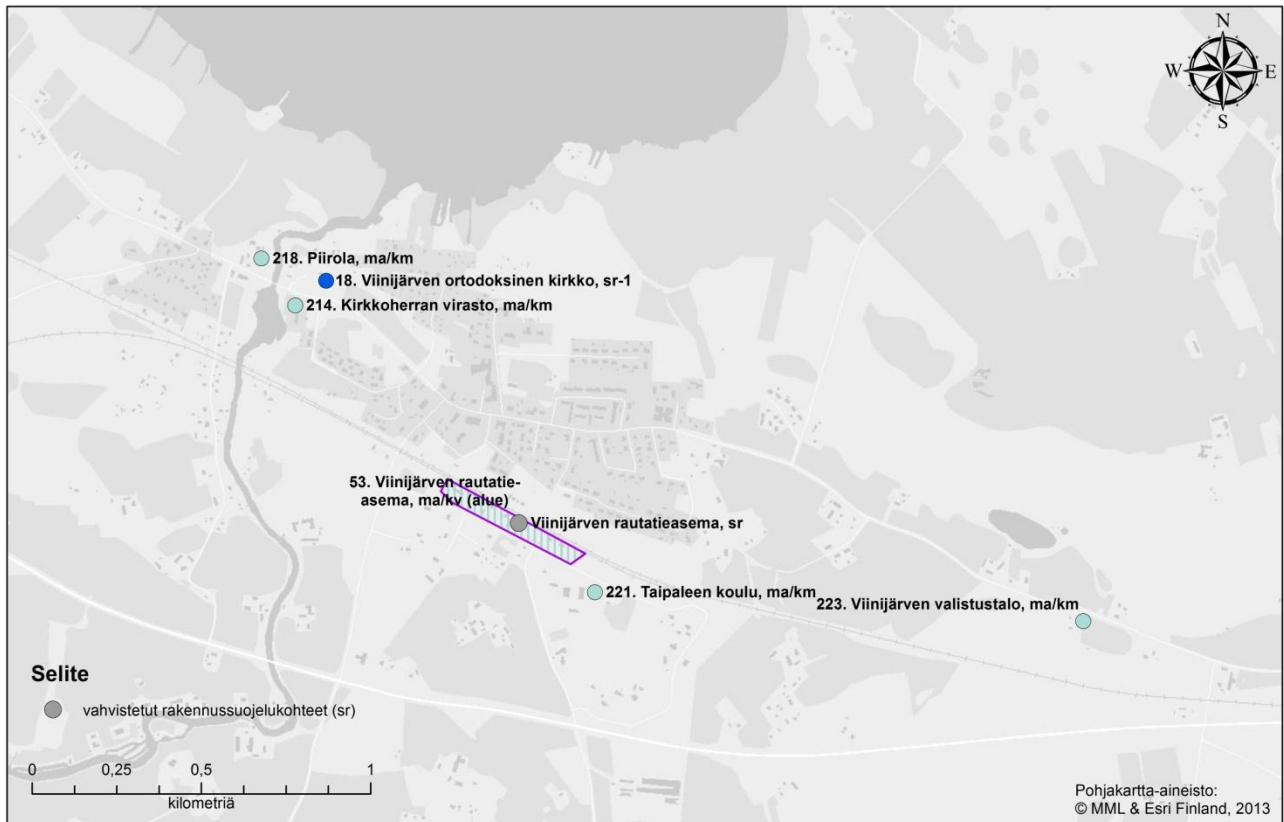 N
W E
S
218. Piirola, ma/km
18. Viinijärven ortodoksinen kirkko, sr-1
214. Kirkkoherran virasto, ma/km
53. Viinijärven rautatie-
asema, ma/kv (alue)
Viinijärven rautatieasema, sr
221. Taipaleen koulu, ma/km
223. Viinijärven valistustalo, ma/km
Selite
vahvistetut rakennussuojelukohteet (sr)
0 0,25 0,5 1
kilometriä
Pohjakartta-aineisto:
© MML & Esri Finland, 2013